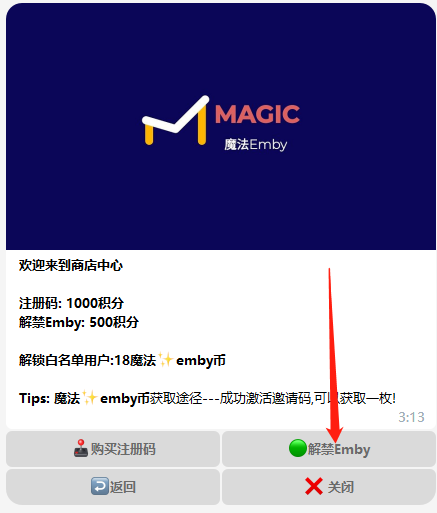 MAGIC
魔法Emby
欢迎来到商店中心
注册码: 1000积分
解禁Emby: 500积分
解锁白名单用户:18魔法✨emby币
Tips: 魔法✨emby币获取途径---成功激活邀请码,可以获取一枚!
3:13
🕹️购买注册码
🟢解禁Emby
↩️返回
❌ 关闭